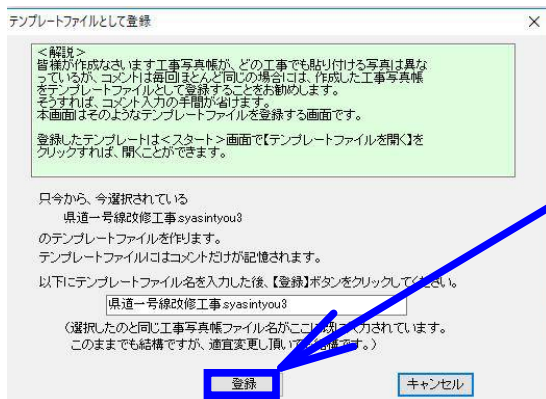 テンプレートファイルとして登録
<解説>
皆様が作成なさいます工事写真帳が、どの工事でも貼り付ける写真は異な
っているが、コメントは毎回ほとんど同じの場合には、作成した工事写真帳
をテンプレートファイルとして登録することをお勧めします。
そうすれば、コメント入力の手間が省けます。
本画面はそのようなテンプレートファイルを登録する画面です。
登録したテンプレートは<スタート>画面で【テンプレートファイルを開く】を
クリックすれば、開くことができます。
只今から、今選択されている
県道一号線改修工事.syasintyou3
のテンプレートファイルを作ります。
テンプレートファイルにはコメントだけが記憶されます。
以下にテンプレートファイル名を入力した後、【登録】ボタンをクリックしてください。
県道一号線改修工事.syasintyou3
(選択したのと同じ工事写真帳ファイル名がここに既に入力されています。
このままでも結構ですが、適宜変更し頂いて
登録
キャンセル